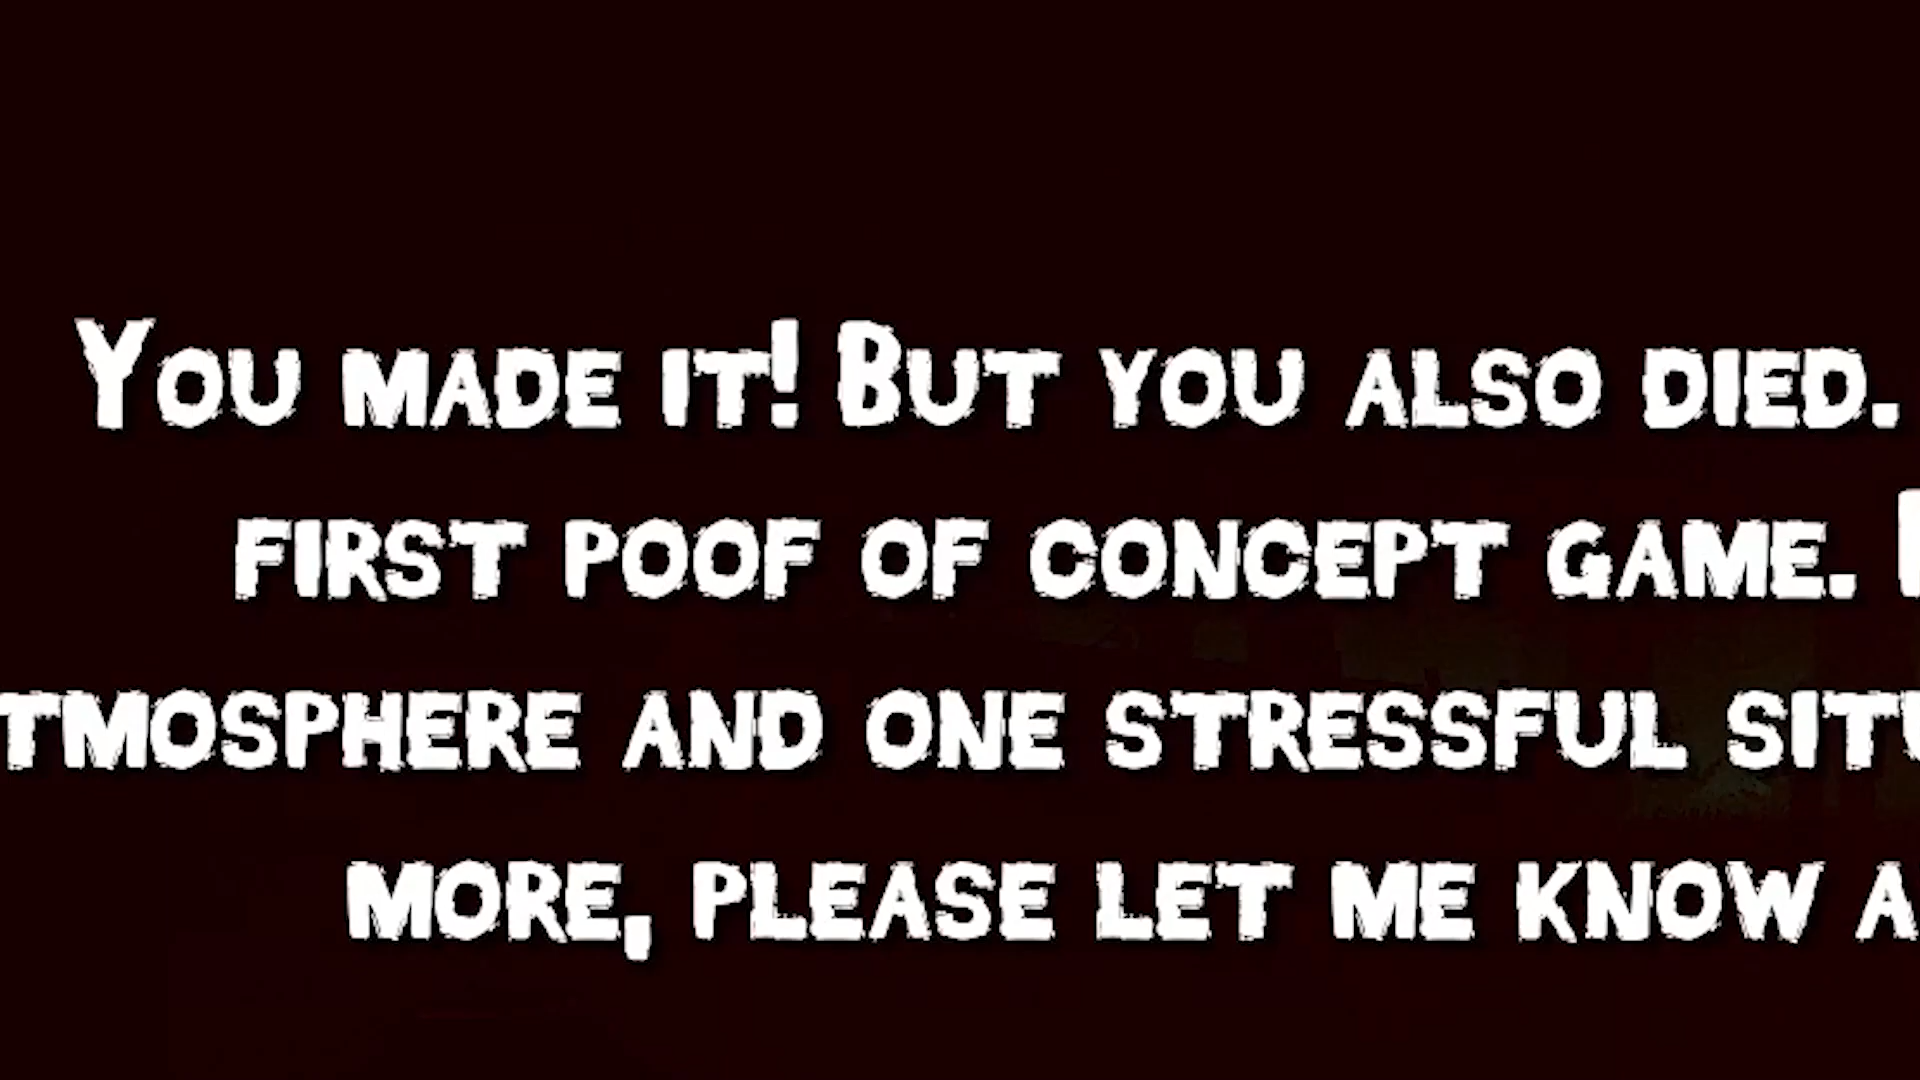 You made it! But you also died.
first poof of concept game.
tmosphere and one stressful situ
more, please let me know a